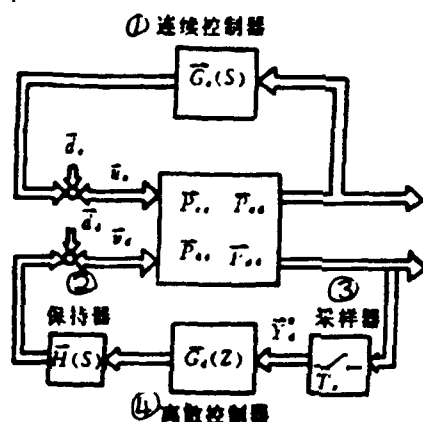 ① 连续控制器
G̅c(S)
d̅c
u̅c
P̅cc P̅cd
d̅d
u̅d
P̅dc P̅dd
②
③
保持器
采样器
H̅(S)
G̅d(Z)
Y̅*d
T̅s
④ 离散控制器